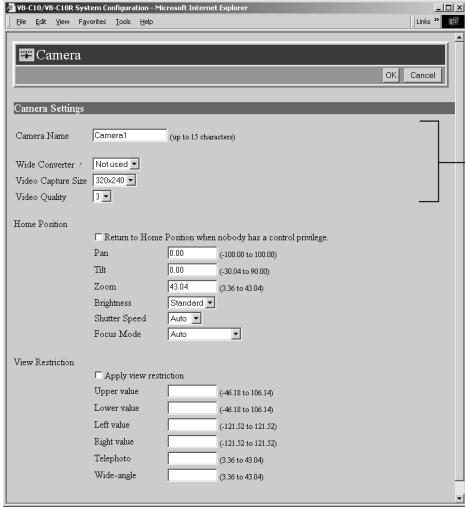 VB-C10/VB-C10R System Configuration - Microsoft Internet Explorer
File Edit View Favorites Tools Help Links »
Camera
OK Cancel
Camera Settings
Camera Name Camera1 (up to 15 characters)
Wide Converter * Not used
Video Capture Size 320x240
Video Quality 3
Home Position
Return to Home Position when nobody has a control privilege.
Pan 0.00 (-100.00 to 100.00)
Tilt 0.00 (-30.04 to 90.00)
Zoom 43.04 (3.36 to 43.04)
Brightness Standard
Shutter Speed Auto
Focus Mode Auto
View Restriction
Apply view restriction
Upper value (-46.18 to 106.14)
Lower value (-46.18 to 106.14)
Left value (-121.52 to 121.52)
Right value (-121.52 to 121.52)
Telephoto (3.36 to 43.04)
Wide-angle (3.36 to 43.04)